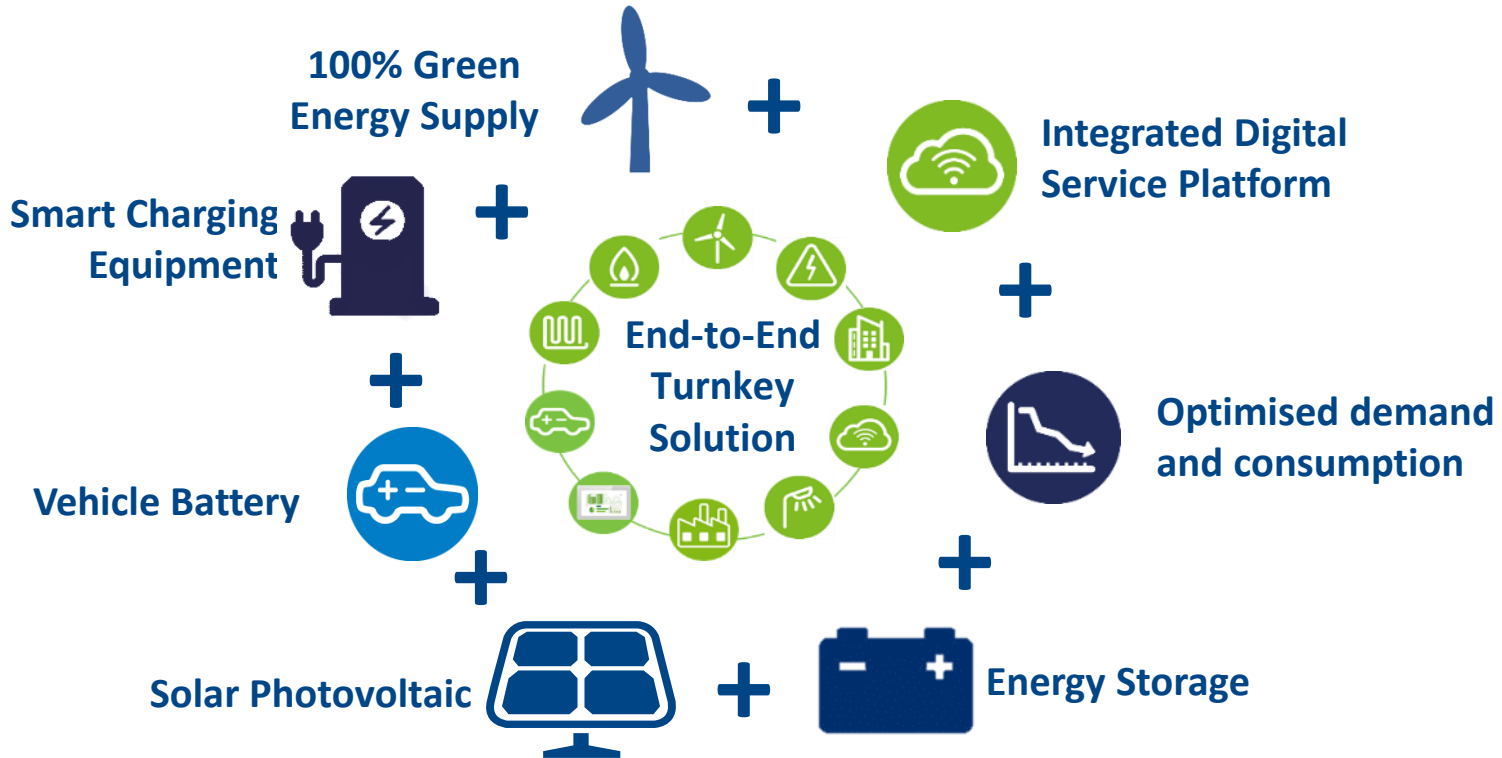 100% Green
Energy Supply
Integrated Digital
Service Platform
Smart Charging
Equipment
End-to-End
Turnkey
Solution
Optimised demand
and consumption
Vehicle Battery
Solar Photovoltaic
Energy Storage